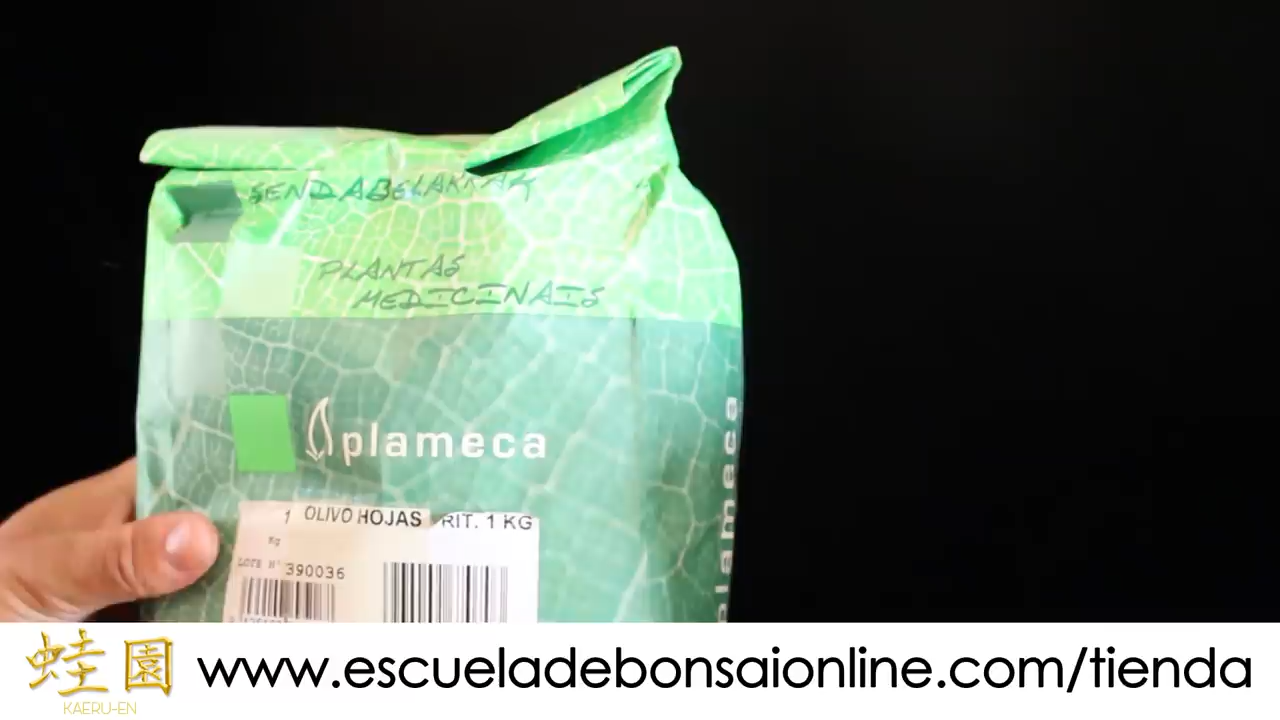 SENDABELARRAK
PLANTAS
MEDICINAIS
plameca
plameca
1 OLIVO HOJAS RIT. 1 KG
Kg
LOTE Nº 390036
蛙園
KAERU-EN
www.escueladebonsaionline.com/tienda